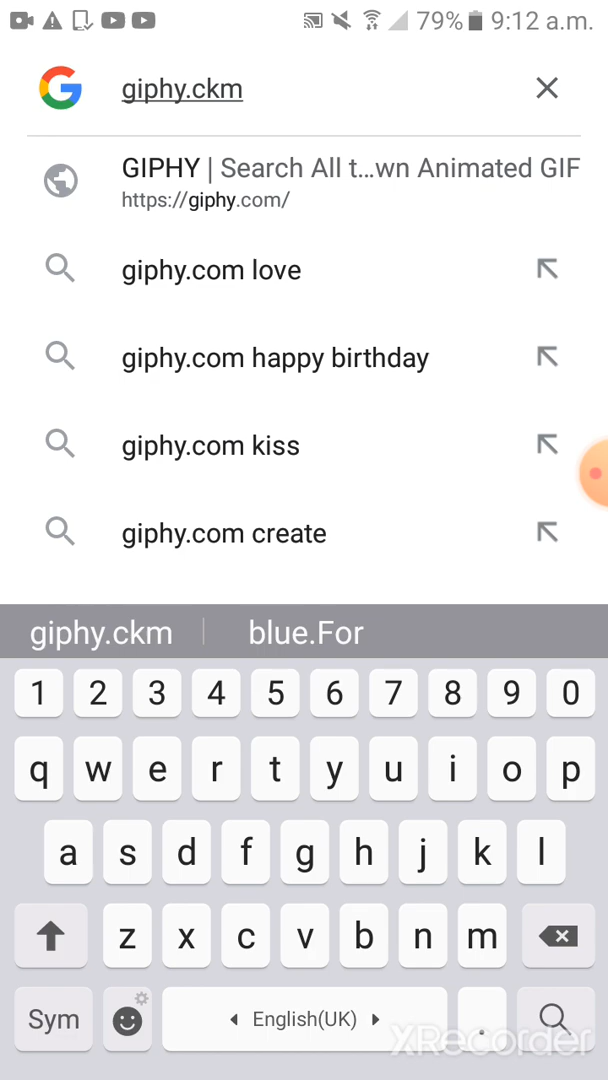 79% 9:12 a.m.
giphy.ckm
GIPHY | Search All t...wn Animated GIF
https://giphy.com/
giphy.com love
giphy.com happy birthday
giphy.com kiss
giphy.com create
giphy.ckm blue.For
1 2 3 4 5 6 7 8 9 0
q w e r t y u i o p
a s d f g h j k l
z x c v b n m
Sym English(UK) .
XRecorder